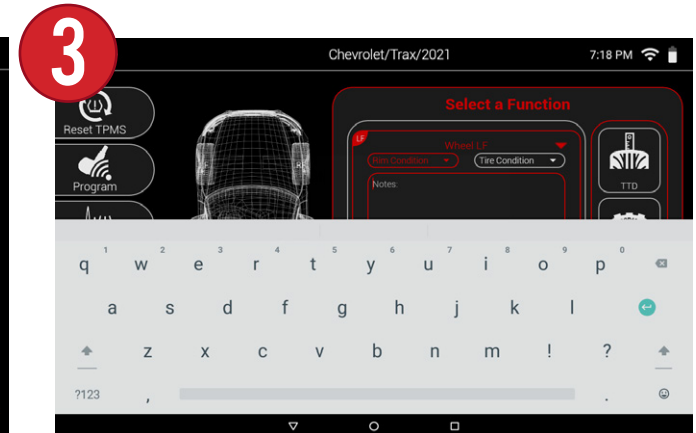 3
Chevrolet/Trax/2021
7:18 PM
Reset TPMS
Program
Select a Function
LF
Wheel LF
Rim Condition
Tire Condition
Notes:
TTD
q 1 w 2 e 3 r 4 t 5 y 6 u 7 i 8 o 9 p 0
a s d f g h j k l
z x c v b n m ! ?
?123 , .